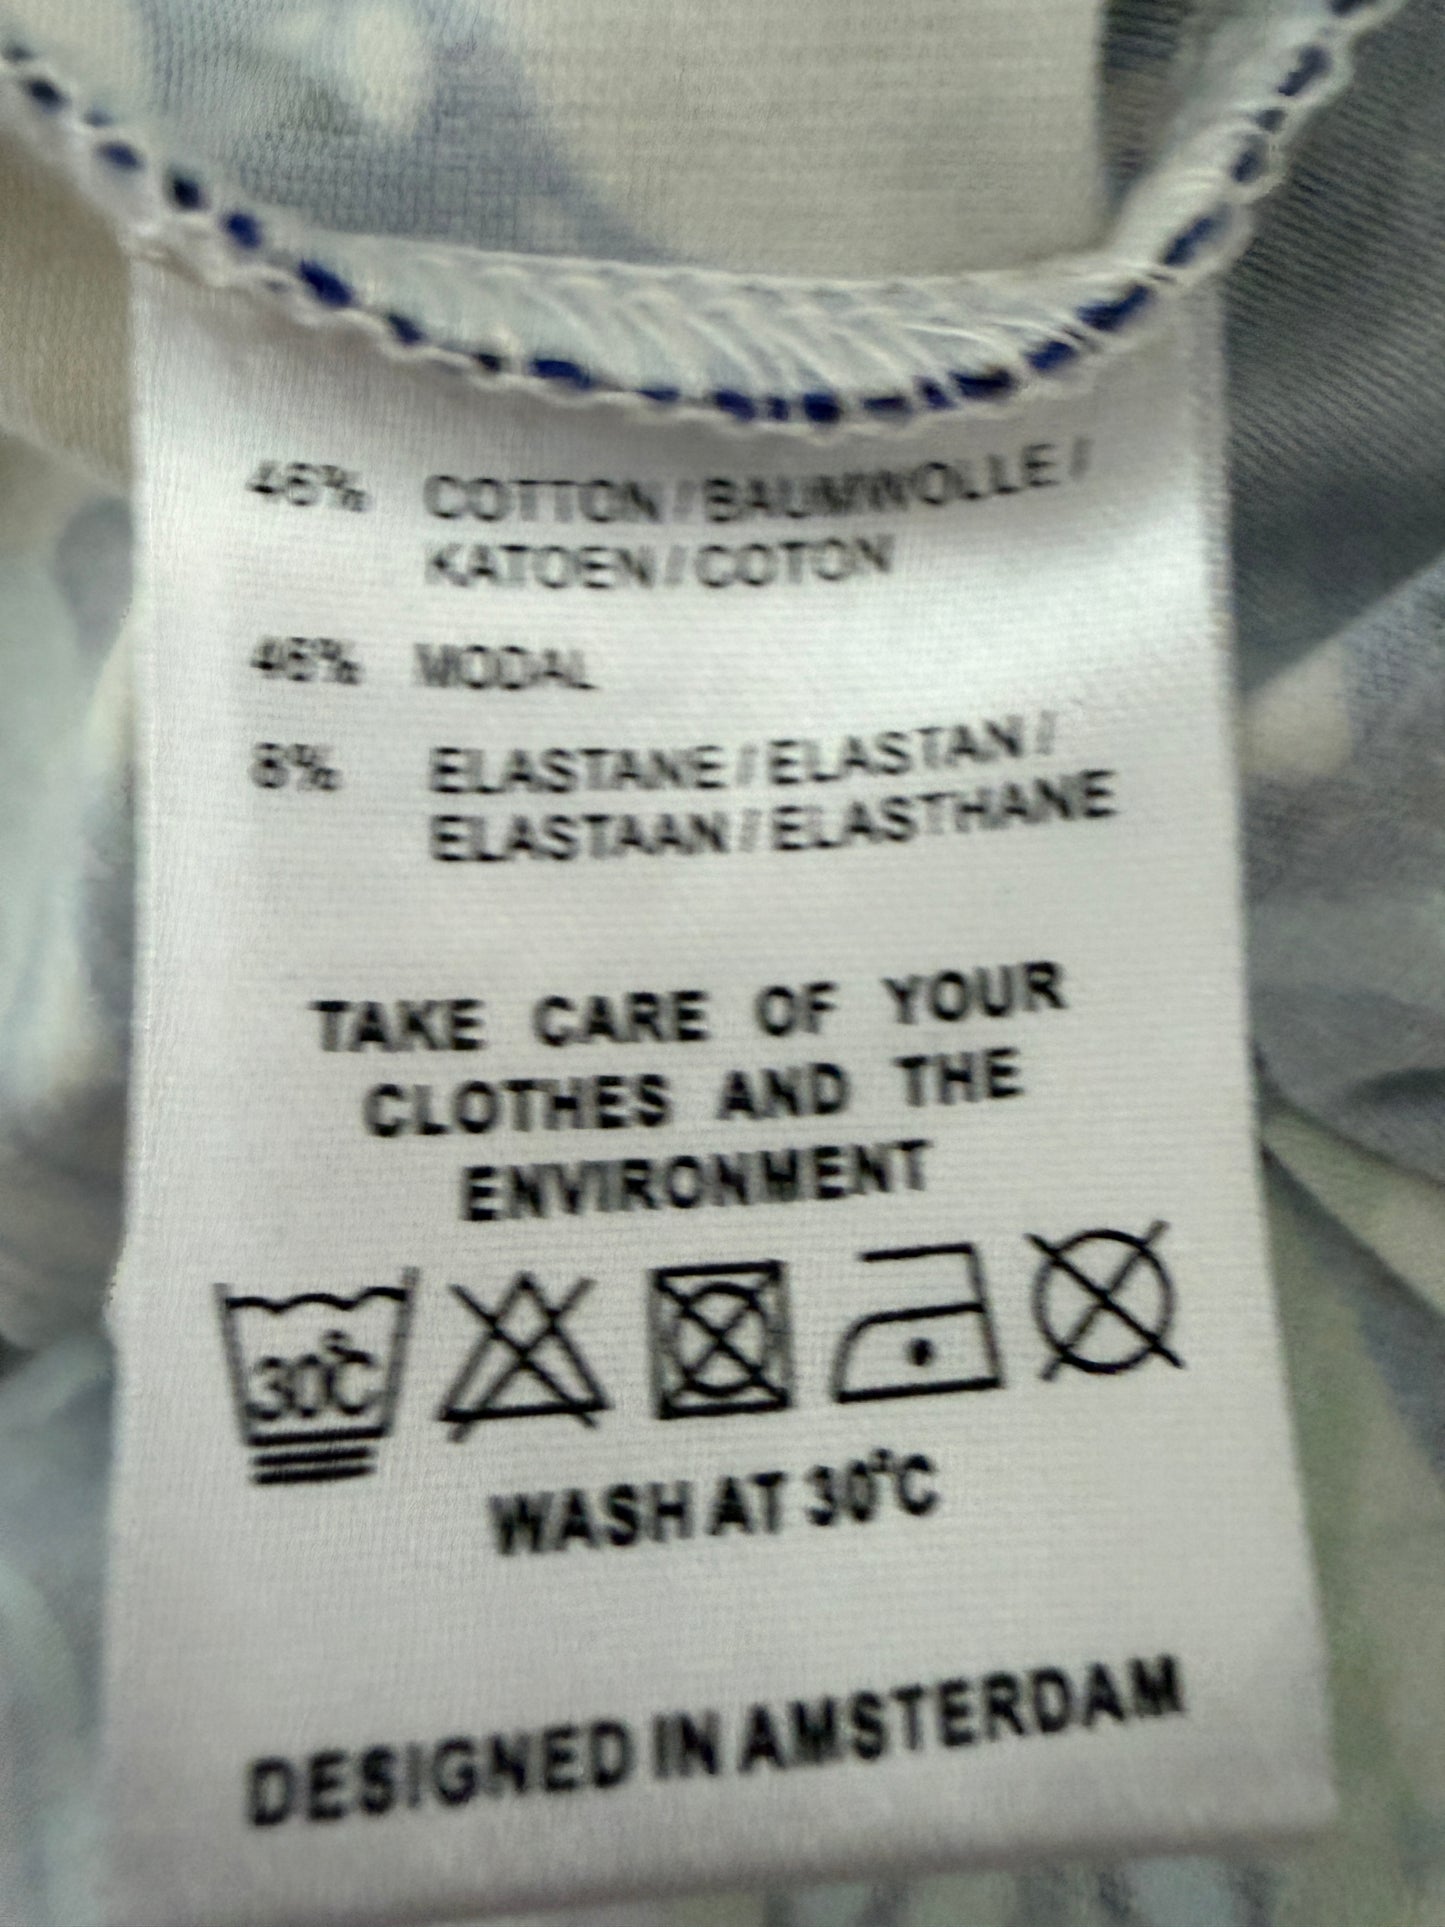 46% COTTON / BAUMWOLLE /
KATOEN / COTON
46% MODAL
8% ELASTANE / ELASTAN /
ELASTAAN / ELASTHANE
TAKE CARE OF YOUR
CLOTHES AND THE
ENVIRONMENT
30°C
WASH AT 30°C
DESIGNED IN AMSTERDAM